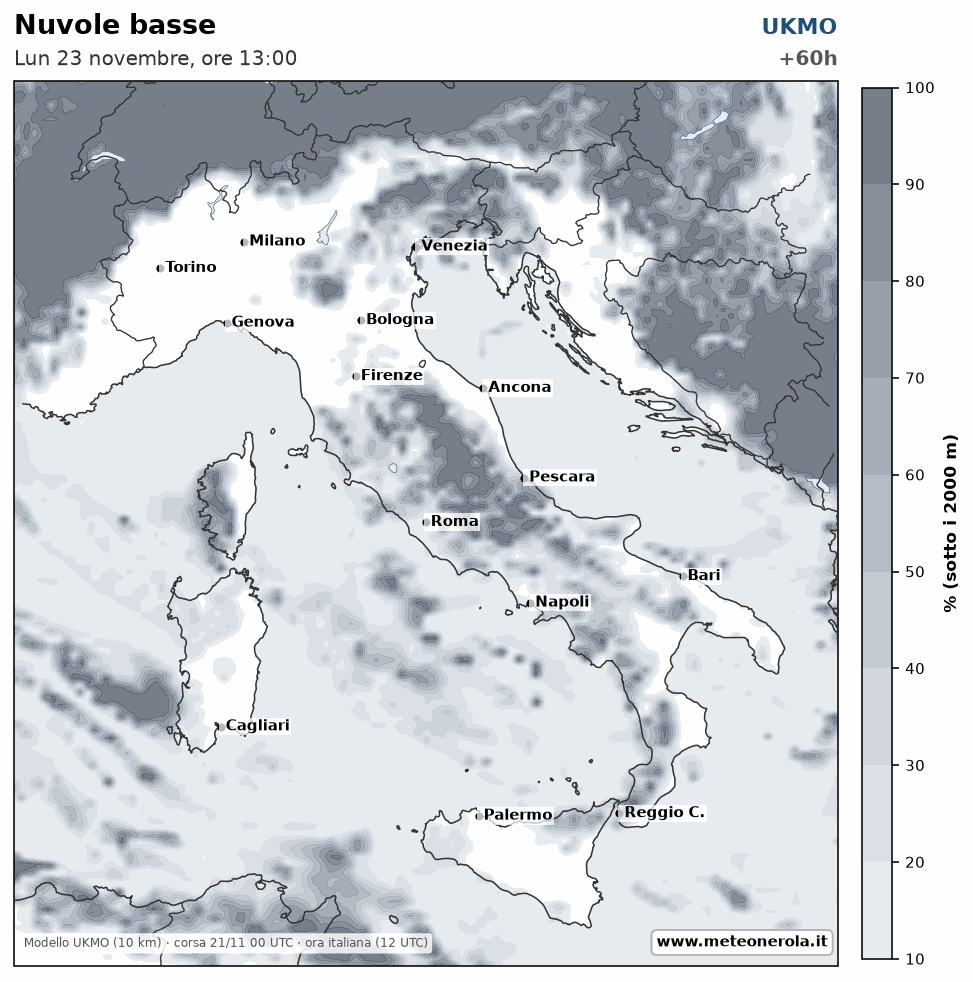 Nuvole basse
UKMO
Lun 23 novembre, ore 13:00
+60h
100
90
80
70
60
50
40
30
20
10
% (sotto i 2000 m)
Milano
Venezia
Torino
Genova
Bologna
Firenze
Ancona
Pescara
Roma
Bari
Napoli
Cagliari
Palermo
Reggio C.
Modello UKMO (10 km) · corsa 21/11 00 UTC · ora italiana (12 UTC)
www.meteonerola.it